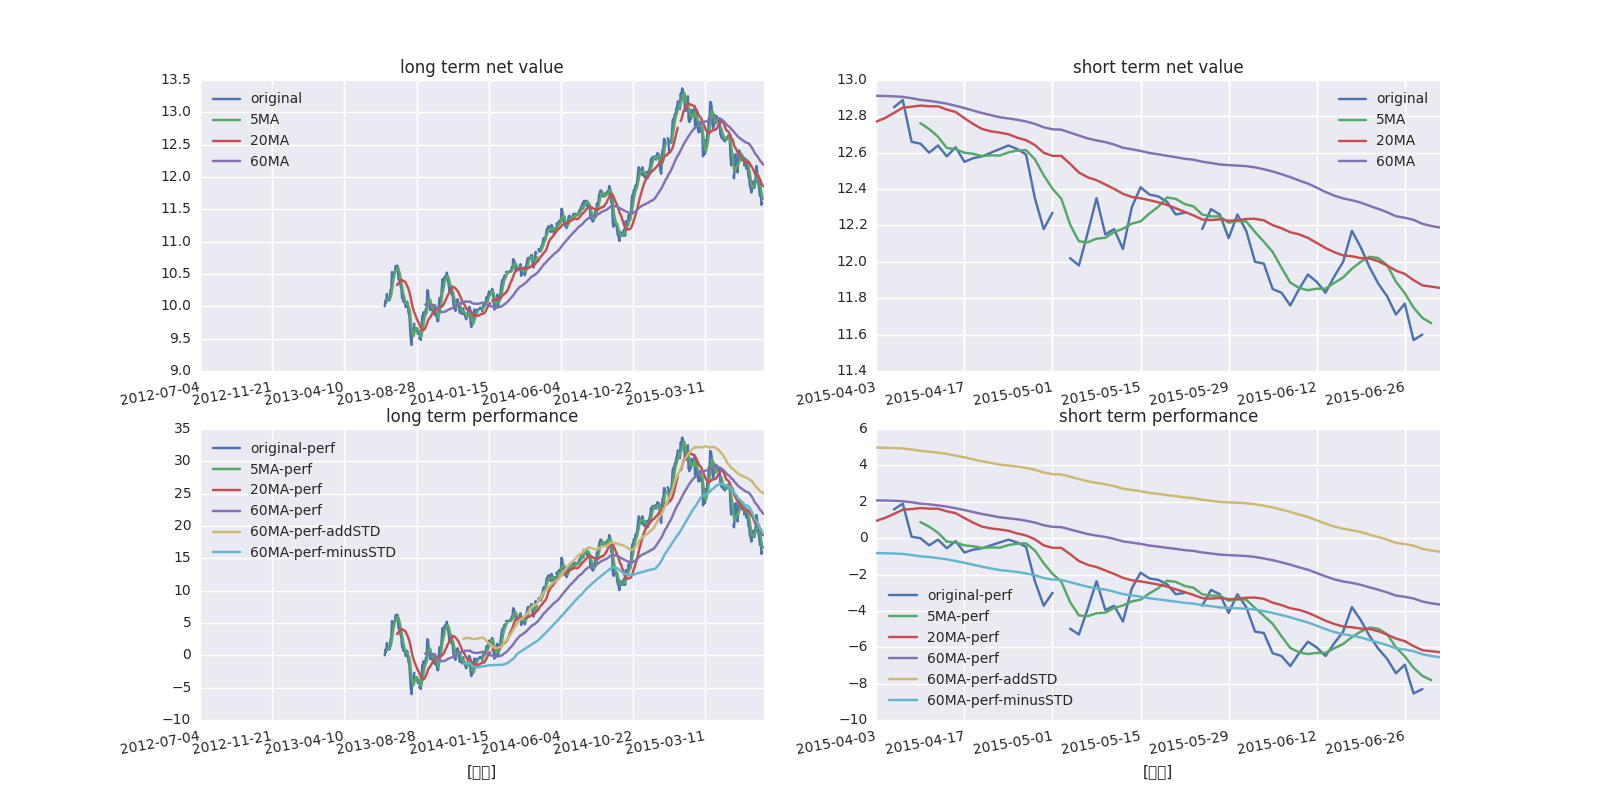 long term net value
13.5
13.0
12.5
12.0
11.5
11.0
10.5
10.0
9.5
9.0
original
5MA
20MA
60MA
2012-07-04 2012-11-21 2013-04-10 2013-08-28 2014-01-15 2014-06-04 2014-10-22 2015-03-11
short term net value
13.0
12.8
12.6
12.4
12.2
12.0
11.8
11.6
11.4
original
5MA
20MA
60MA
2015-04-03 2015-04-17 2015-05-01 2015-05-15 2015-05-29 2015-06-12 2015-06-26
long term performance
35
30
25
20
15
10
5
0
−5
−10
original-perf
5MA-perf
20MA-perf
60MA-perf
60MA-perf-addSTD
60MA-perf-minusSTD
2012-07-04 2012-11-21 2013-04-10 2013-08-28 2014-01-15 2014-06-04 2014-10-22 2015-03-11
short term performance
6
4
2
0
−2
−4
−6
−8
−10
original-perf
5MA-perf
20MA-perf
60MA-perf
60MA-perf-addSTD
60MA-perf-minusSTD
2015-04-03 2015-04-17 2015-05-01 2015-05-15 2015-05-29 2015-06-12 2015-06-26